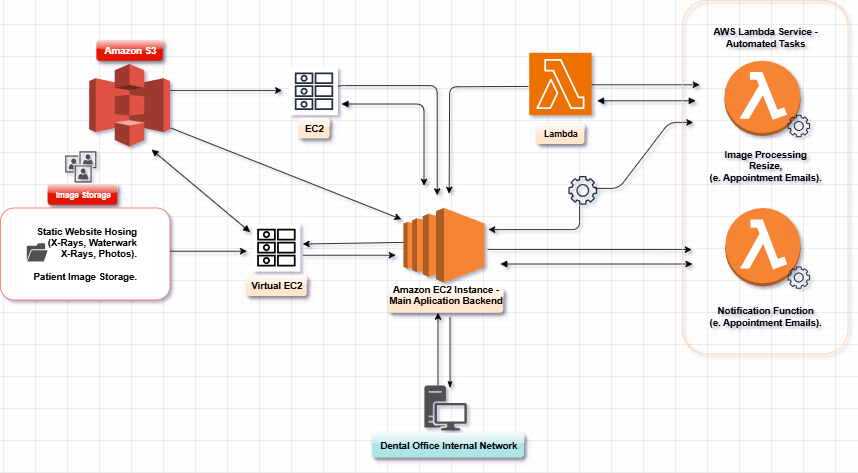 AWS Lambda Service -
Automated Tasks
Amazon S3
EC2
Lambda
Image Processing
Resize,
(e. Appointment Emails).
Image Storage
Static Website Hosing
(X-Rays, Waterwark
X-Rays, Photos).
Patient Image Storage.
Virtual EC2
Amazon EC2 Instance -
Main Aplication Backend
Notification Function
(e. Appointment Emails).
Dental Office Internal Network